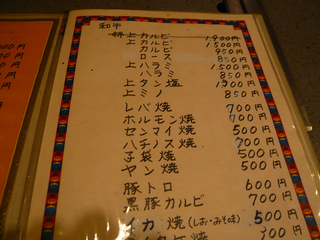 和牛
特上カルビ 1,900円
上カルビ 1500円
カルビ 950円
ロース 850円
上ハラミ 1500円
ハラミ 850円
上タン塩
上ミノ 850円
レバ焼 700円
ホルモン焼 700円
センマイ焼 500円
ハチノス焼 700円
子袋焼 500円
ヤン焼 500円
豚トロ 600円
黒豚カルビ 700円
イカ焼(しお・みそ味) 500円